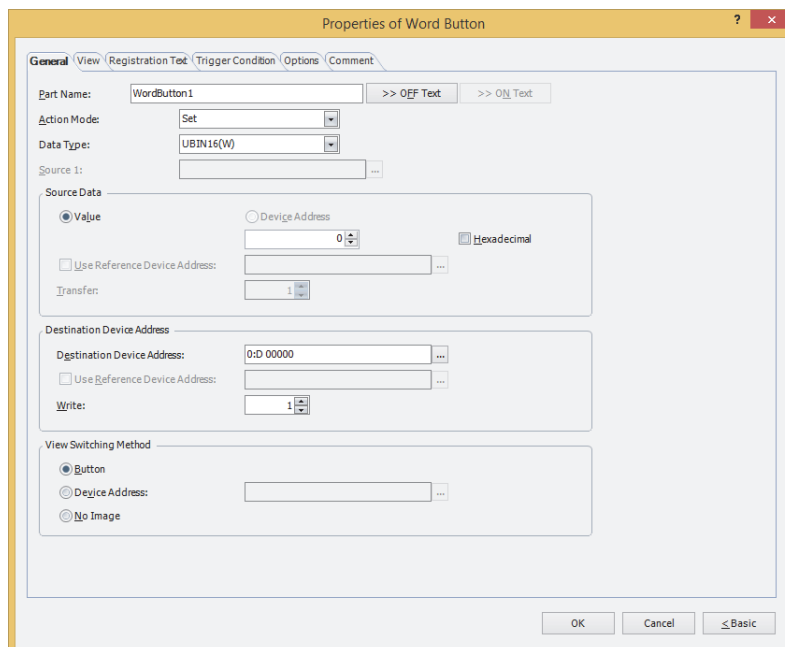 Properties of Word Button
? ×
General View Registration Text Trigger Condition Options Comment
Part Name: WordButton1 >> OFF Text >> ON Text
Action Mode: Set
Data Type: UBIN16(W)
Source 1: ...
Source Data
Value Device Address
0 Hexadecimal
Use Reference Device Address: ...
Transfer: 1
Destination Device Address
Destination Device Address: 0:D 00000 ...
Use Reference Device Address: ...
Write: 1
View Switching Method
Button
Device Address: ...
No Image
OK Cancel < Basic